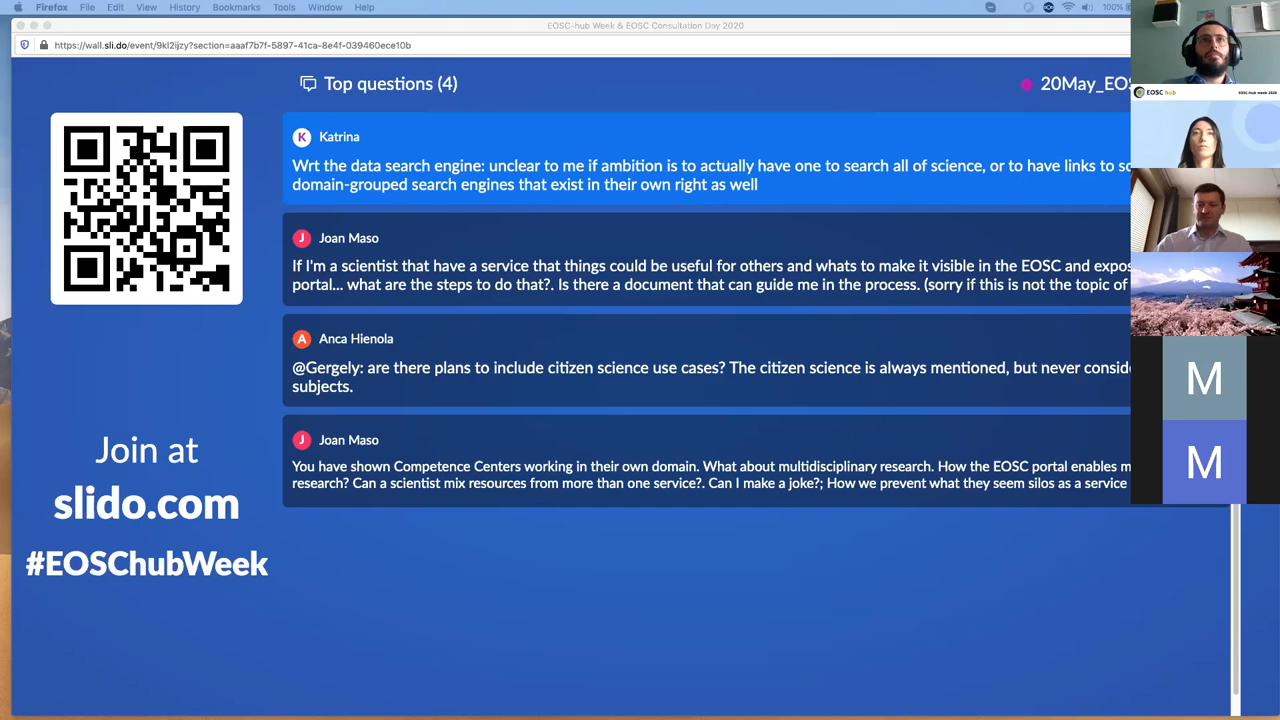 Firefox File Edit View History Bookmarks Tools Window Help 100%
EOSC-hub Week & EOSC Consultation Day 2020
https://wall.sli.do/event/9kl2ijzy?section=aaaf7b7f-5897-41ca-8e4f-039460ece10b
Top questions (4)
20May_EOS
EOSC-hub
EOSC-hub week 2020
K Katrina
Wrt the data search engine: unclear to me if ambition is to actually have one to search all of science, or to have links to
domain-grouped search engines that exist in their own right as well
J Joan Maso
If I'm a scientist that have a service that things could be useful for others and whats to make it visible in the EOSC and
portal... what are the steps to do that?. Is there a document that can guide me in the process. (sorry if this is not the topic of
A Anca Hienola
@Gergely: are there plans to include citizen science use cases? The citizen science is always mentioned, but never
subjects.
J Joan Maso
You have shown Competence Centers working in their own domain. What about multidisciplinary research. How the EOSC portal enables
research? Can a scientist mix resources from more than one service?. Can I make a joke?; How we prevent what they seem silos as a service
M
M
Join at
slido.com
#EOSChubWeek